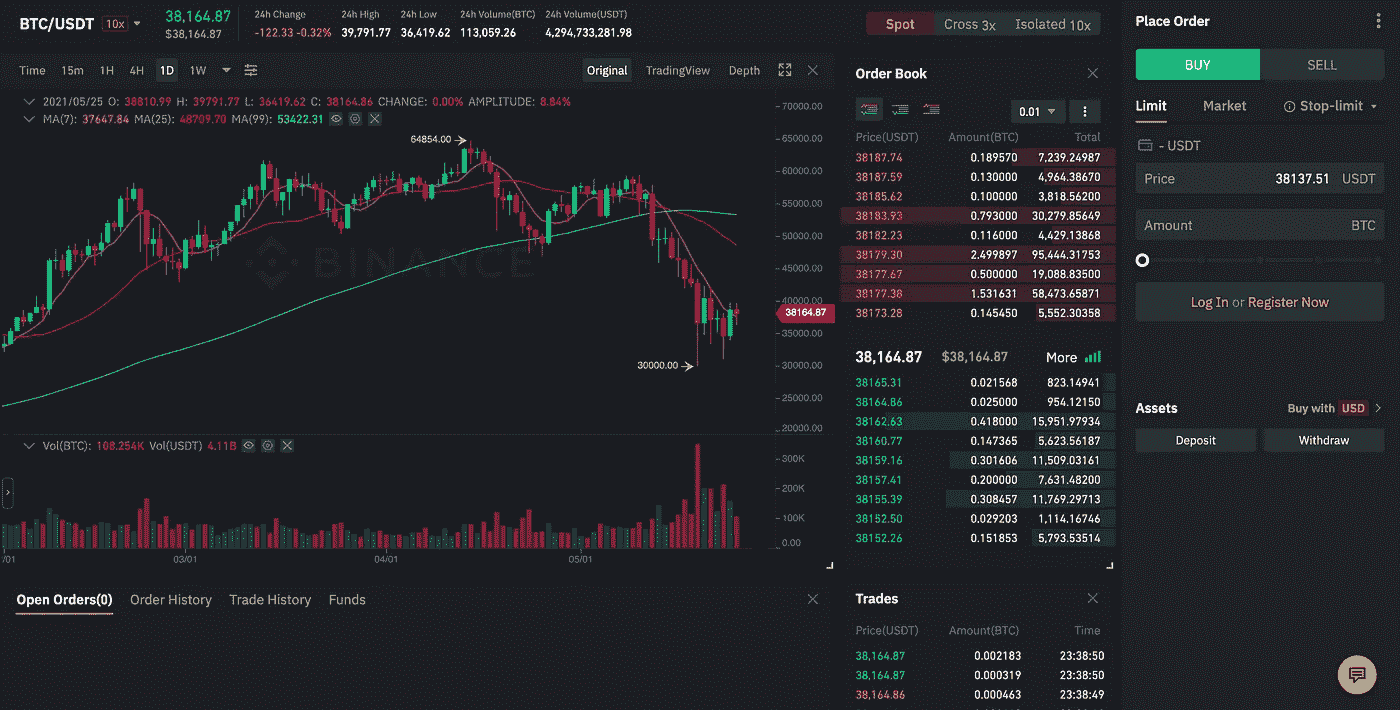 BTC/USDT 10x
38,164.87
$38,164.87
24h Change
-122.33 -0.32%
24h High
39,791.77
24h Low
36,419.62
24h Volume(BTC)
113,059.26
24h Volume(USDT)
4,294,733,281.98
Spot Cross 3x Isolated 10x
Time 15m 1H 4H 1D 1W
Original TradingView Depth
2021/05/25 O: 38810.99 H: 39791.77 L: 36419.62 C: 38164.86 CHANGE: 0.00% AMPLITUDE: 8.84%
MA(7): 37647.84 MA(25): 48709.70 MA(99): 53422.31
64854.00
30000.00
BINANCE
70000.00
65000.00
60000.00
55000.00
50000.00
45000.00
40000.00
38164.87
35000.00
30000.00
25000.00
20000.00
Vol(BTC): 108.254K Vol(USDT) 4.11B
300K
200K
100K
0.00
/01 03/01 04/01 05/01
Open Orders(0) Order History Trade History Funds
Order Book
0.01
Price(USDT) Amount(BTC) Total
38187.74 0.189570 7,239.24987
38187.59 0.130000 4,964.38670
38185.62 0.100000 3,818.56200
38183.93 0.793000 30,279.85649
38182.23 0.116000 4,429.13868
38179.30 2.499897 95,444.31753
38177.67 0.500000 19,088.83500
38177.38 1.531631 58,473.65871
38173.28 0.145450 5,552.30358
38,164.87 $38,164.87 More
38165.31 0.021568 823.14941
38164.86 0.025000 954.12150
38162.63 0.418000 15,951.97934
38160.77 0.147365 5,623.56187
38159.16 0.301606 11,509.03161
38157.41 0.200000 7,631.48200
38155.39 0.308457 11,769.29713
38152.50 0.029203 1,114.16746
38152.26 0.151853 5,793.53514
Trades
Price(USDT) Amount(BTC) Time
38,164.87 0.002183 23:38:50
38,164.87 0.000319 23:38:50
38,164.86 0.000463 23:38:49
Place Order
BUY SELL
Limit Market Stop-limit
- USDT
Price 38137.51 USDT
Amount BTC
Log In or Register Now
Assets Buy with USD
Deposit Withdraw